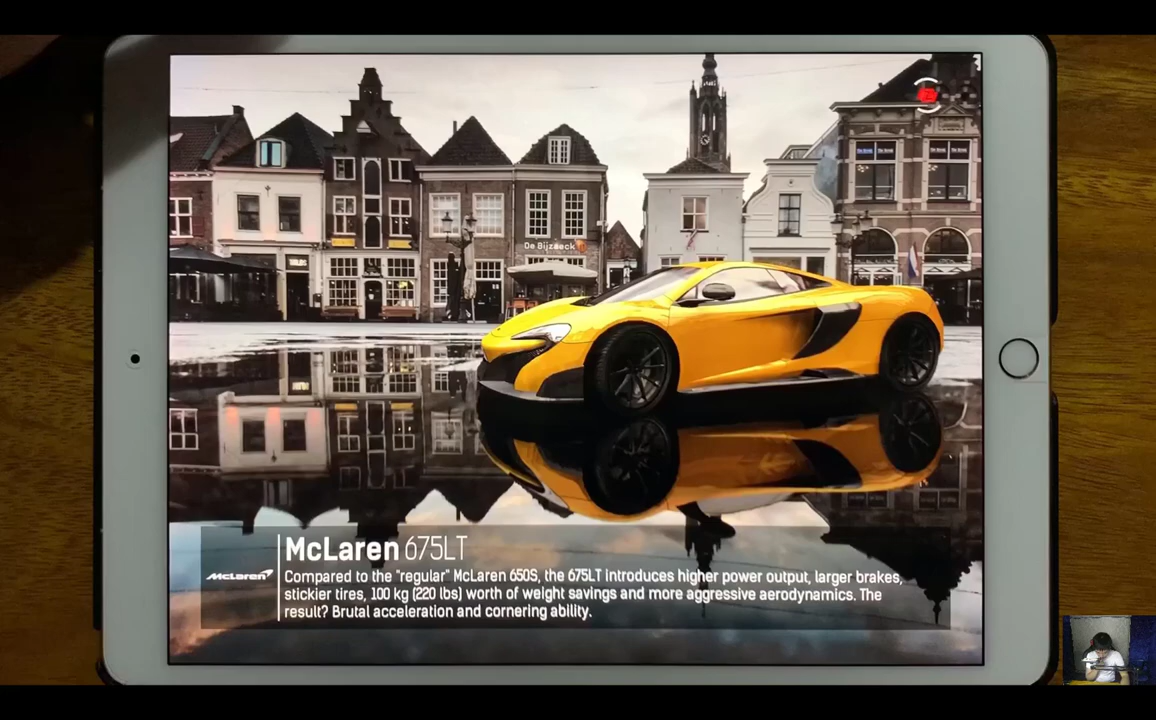 De Bijzaeck
McLaren 675LT
McLaren
Compared to the "regular" McLaren 650S, the 675LT introduces higher power output, larger brakes,
stickier tires, 100 kg (220 lbs) worth of weight savings and more aggressive aerodynamics. The
result? Brutal acceleration and cornering ability.